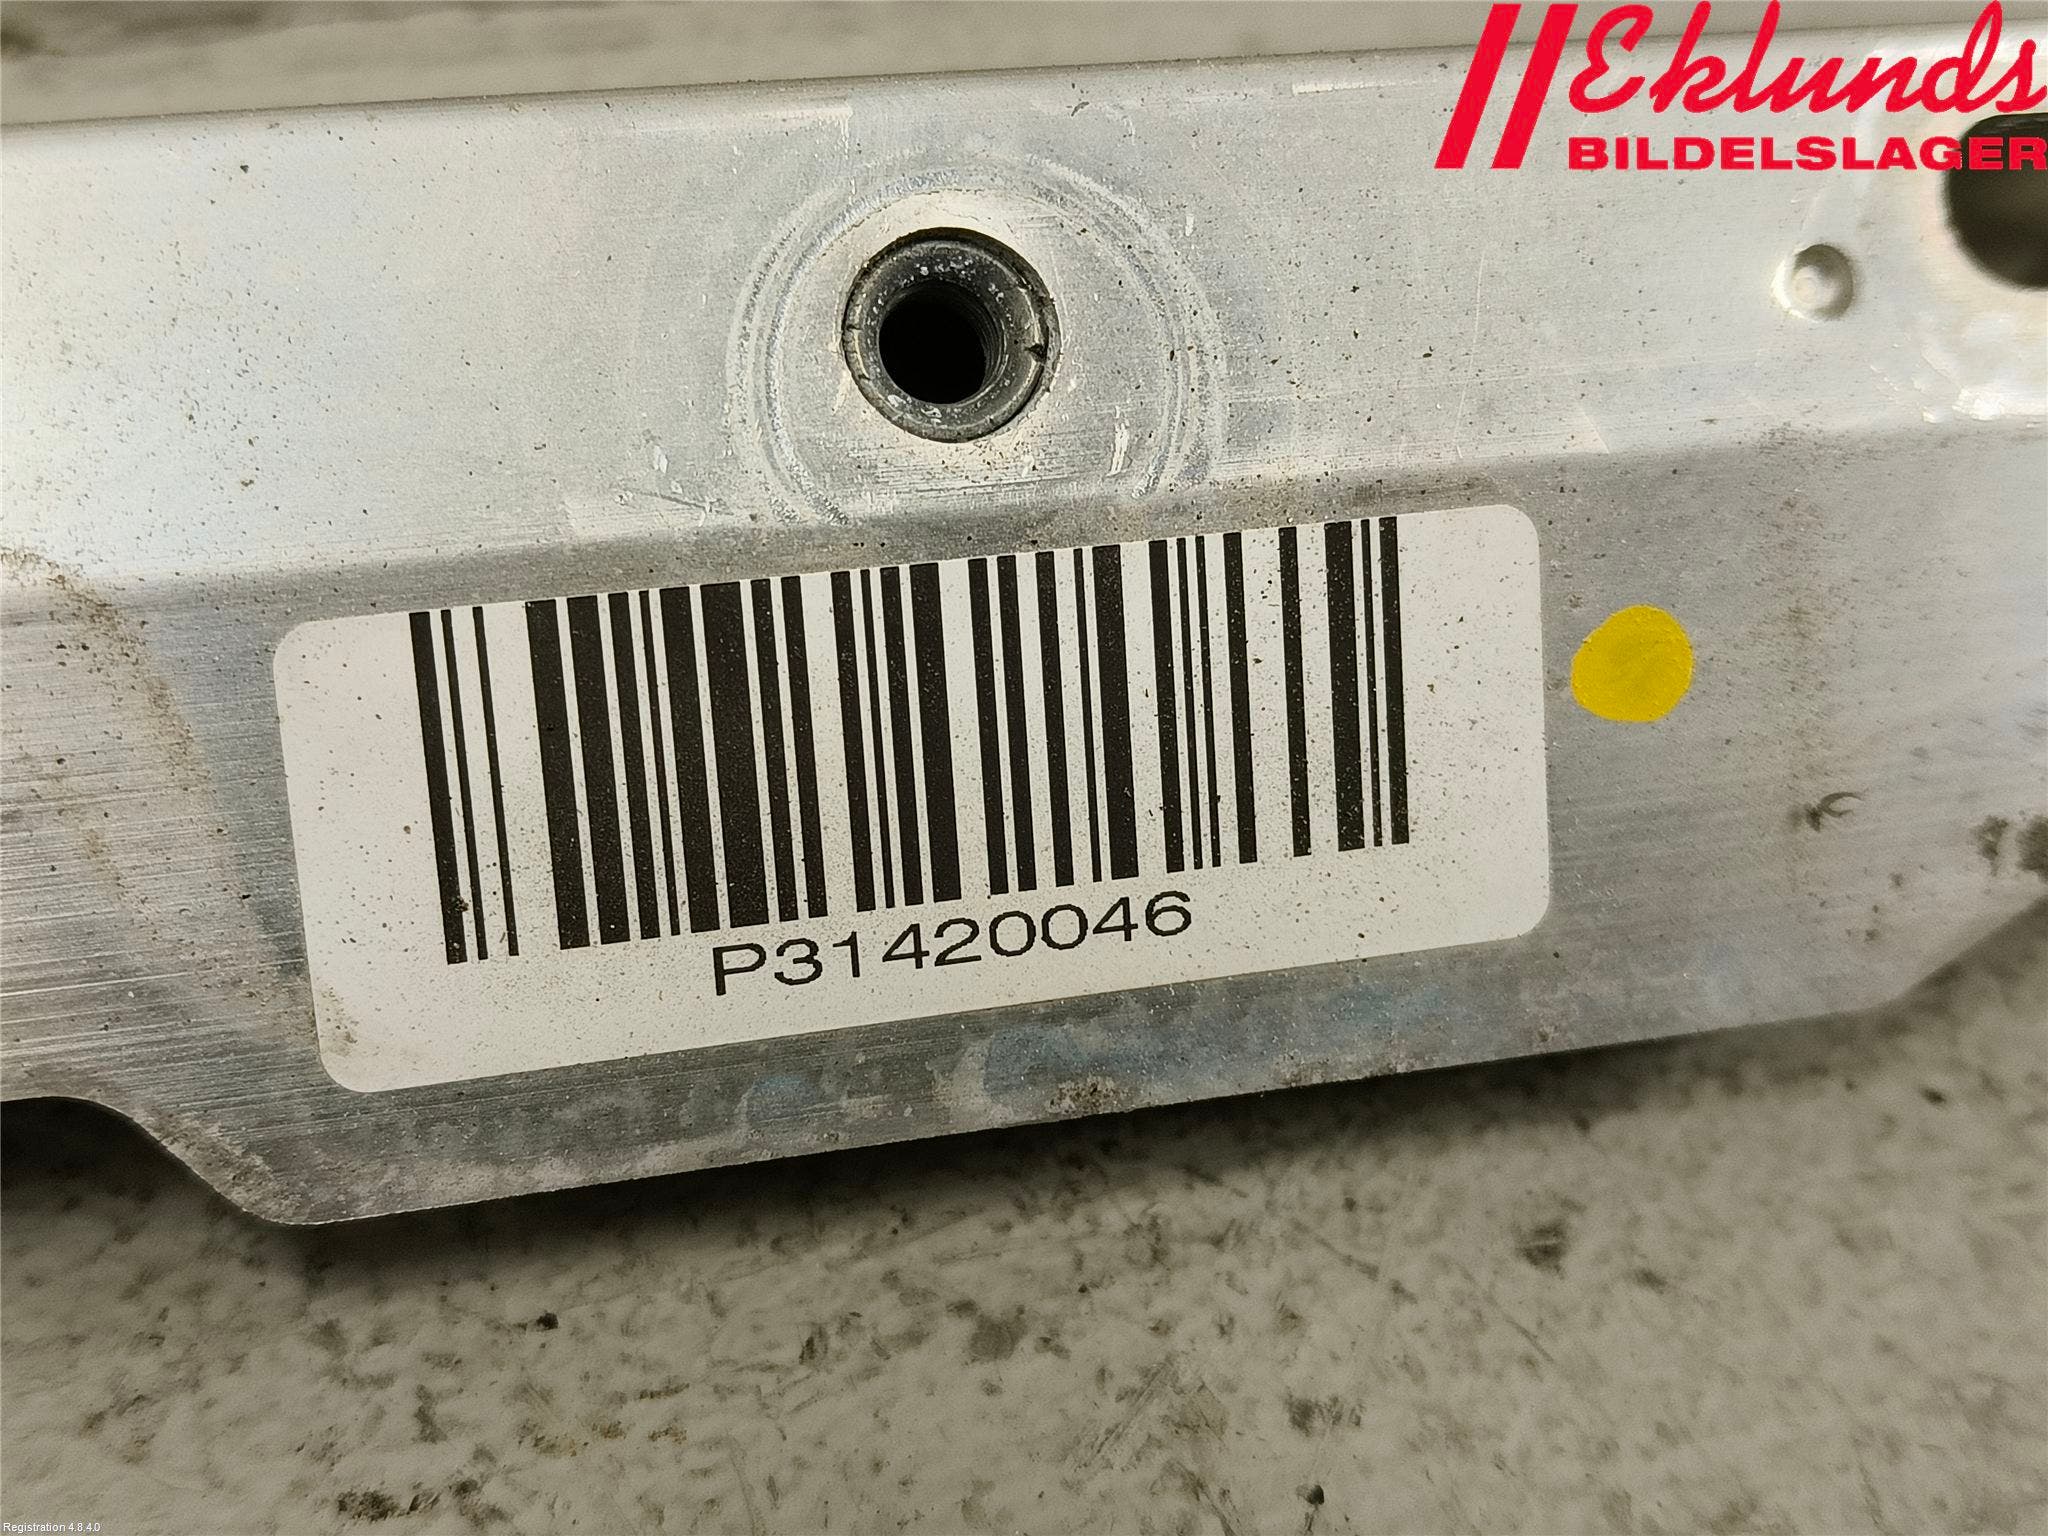 Eklunds
BILDELSLAGER
P31420046
Registration 4.8.4.0